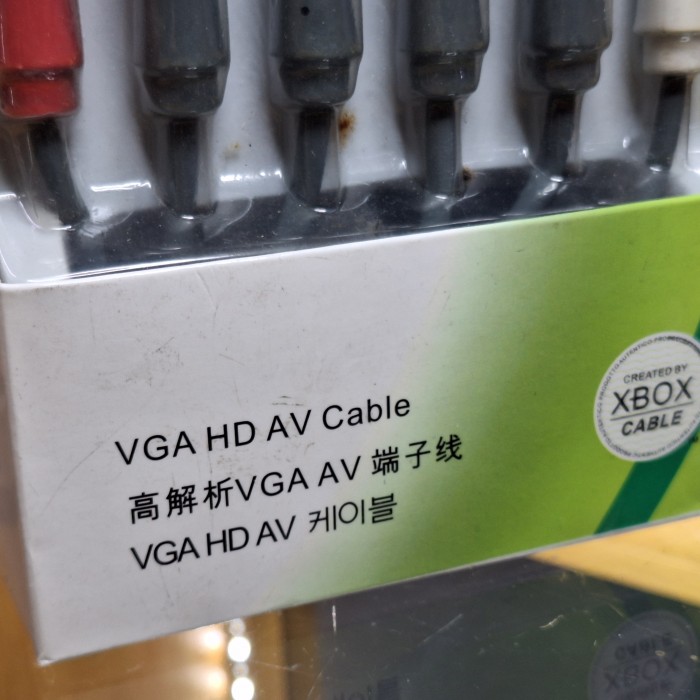 VGA HD AV Cable
高解析VGA AV 端子线
VGA HD AV 케이블
CREATED BY
XBOX
CABLE